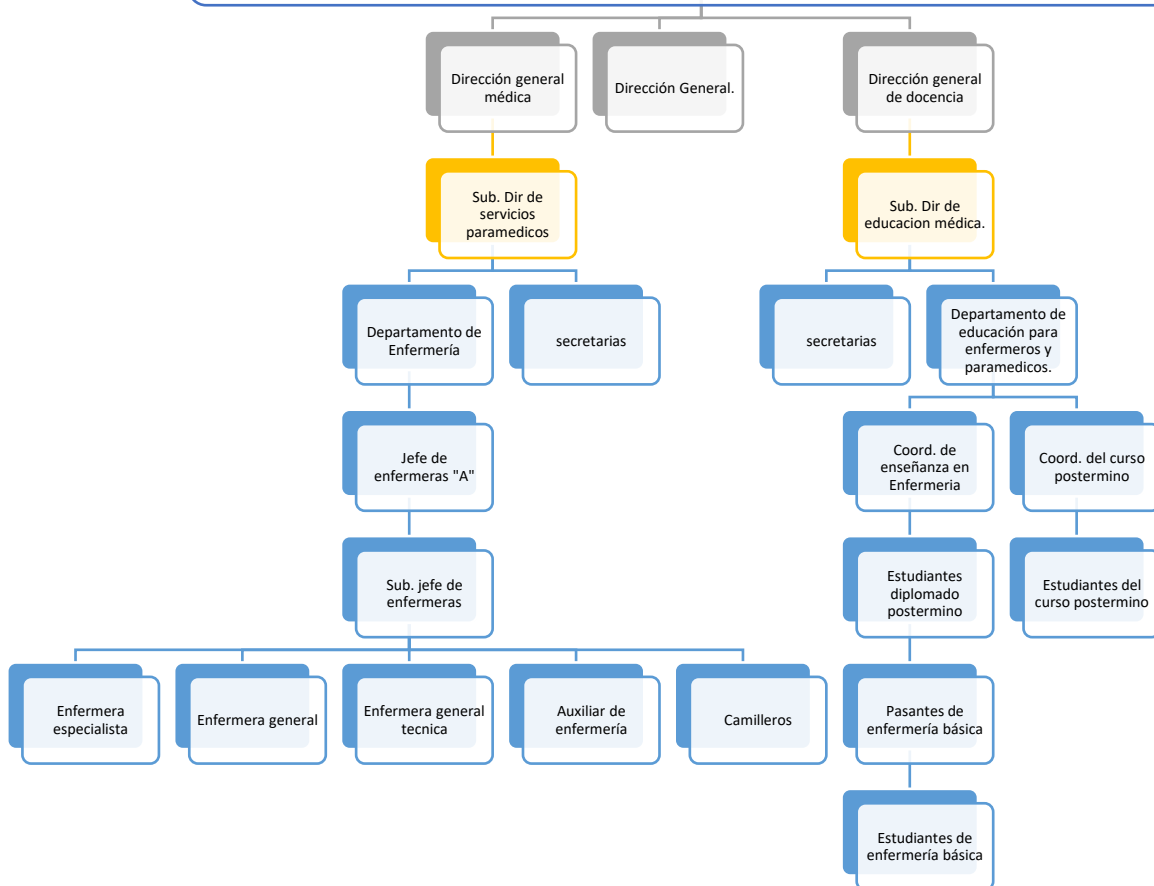 Dirección general
médica
Dirección General.
Dirección general
de docencia
Sub. Dir de
servicios
paramedicos
Sub. Dir de
educacion médica.
Departamento de
Enfermería
secretarias
secretarias
Departamento de
educación para
enfermeros y
paramedicos.
Jefe de
enfermeras "A"
Coord. de
enseñanza en
Enfermeria
Coord. del curso
postermino
Sub. jefe de
enfermeras
Estudiantes
diplomado
postermino
Estudiantes del
curso postermino
Enfermera
especialista
Enfermera general
Enfermera general
tecnica
Auxiliar de
enfermería
Camilleros
Pasantes de
enfermería básica
Estudiantes de
enfermería básica